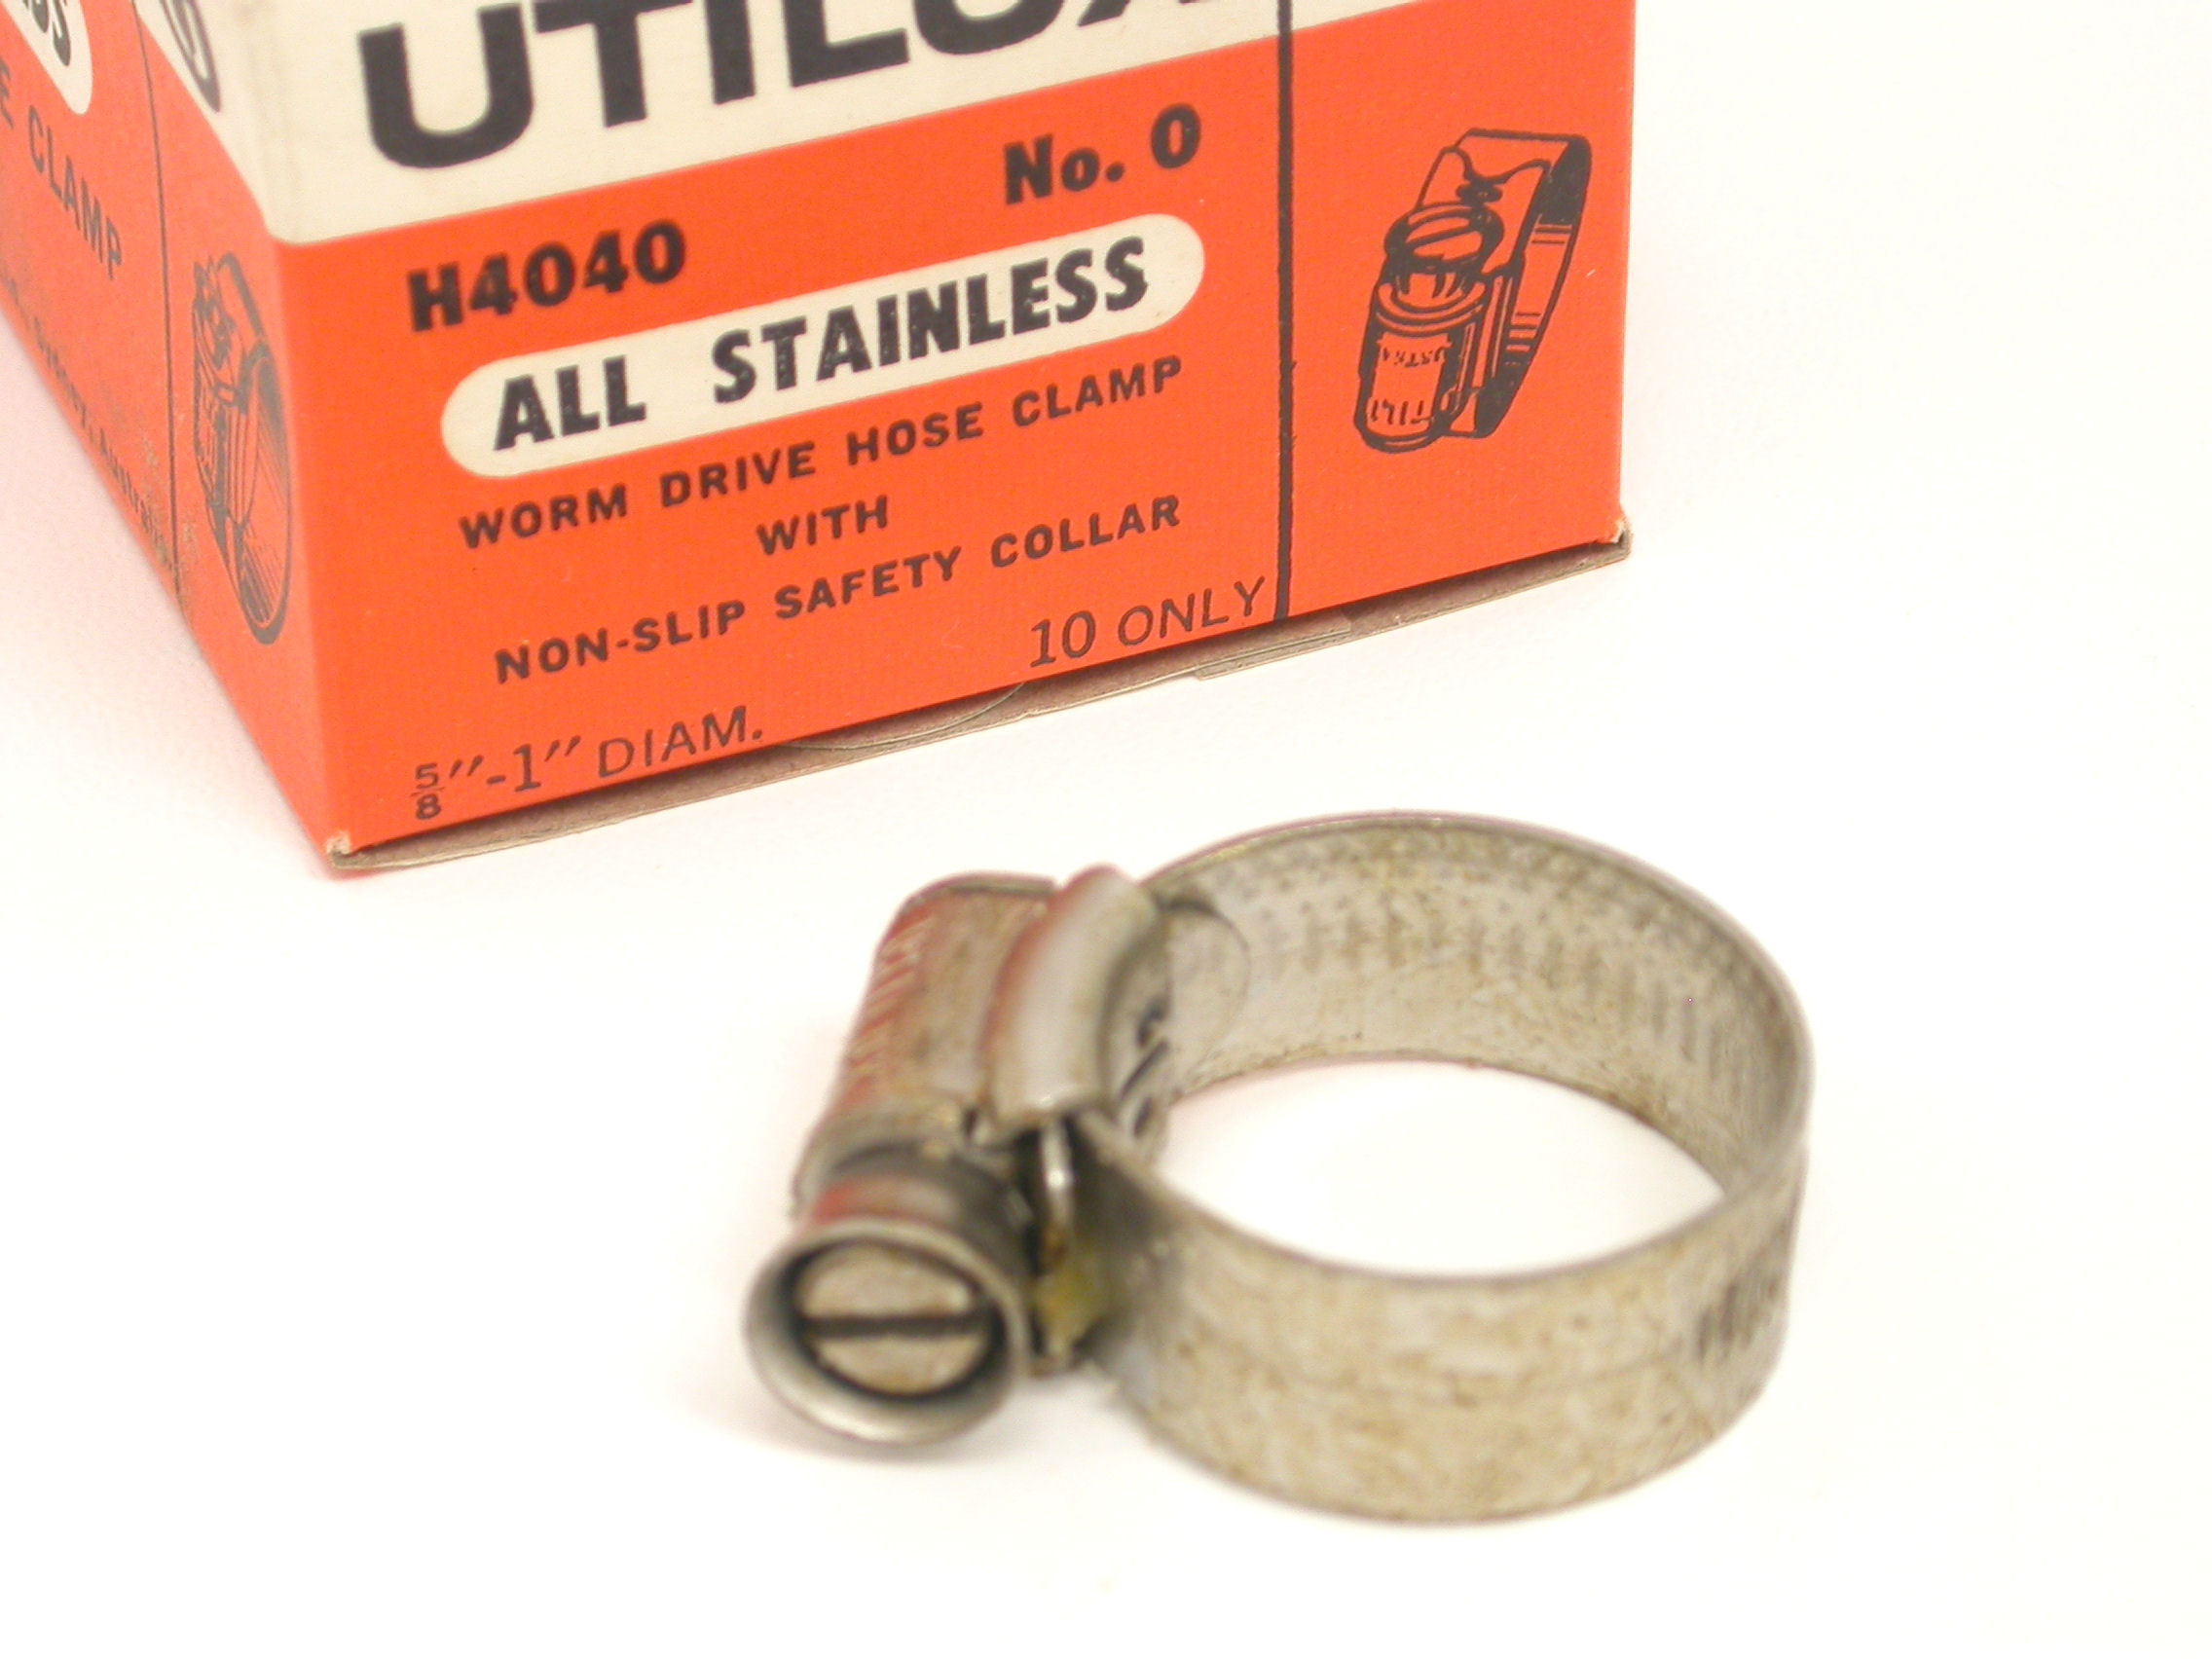 UTILUX
H4040 No. 0
ALL STAINLESS
WORM DRIVE HOSE CLAMP
WITH
NON-SLIP SAFETY COLLAR
10 ONLY
5/8"-1" DIAM.
CLAMP